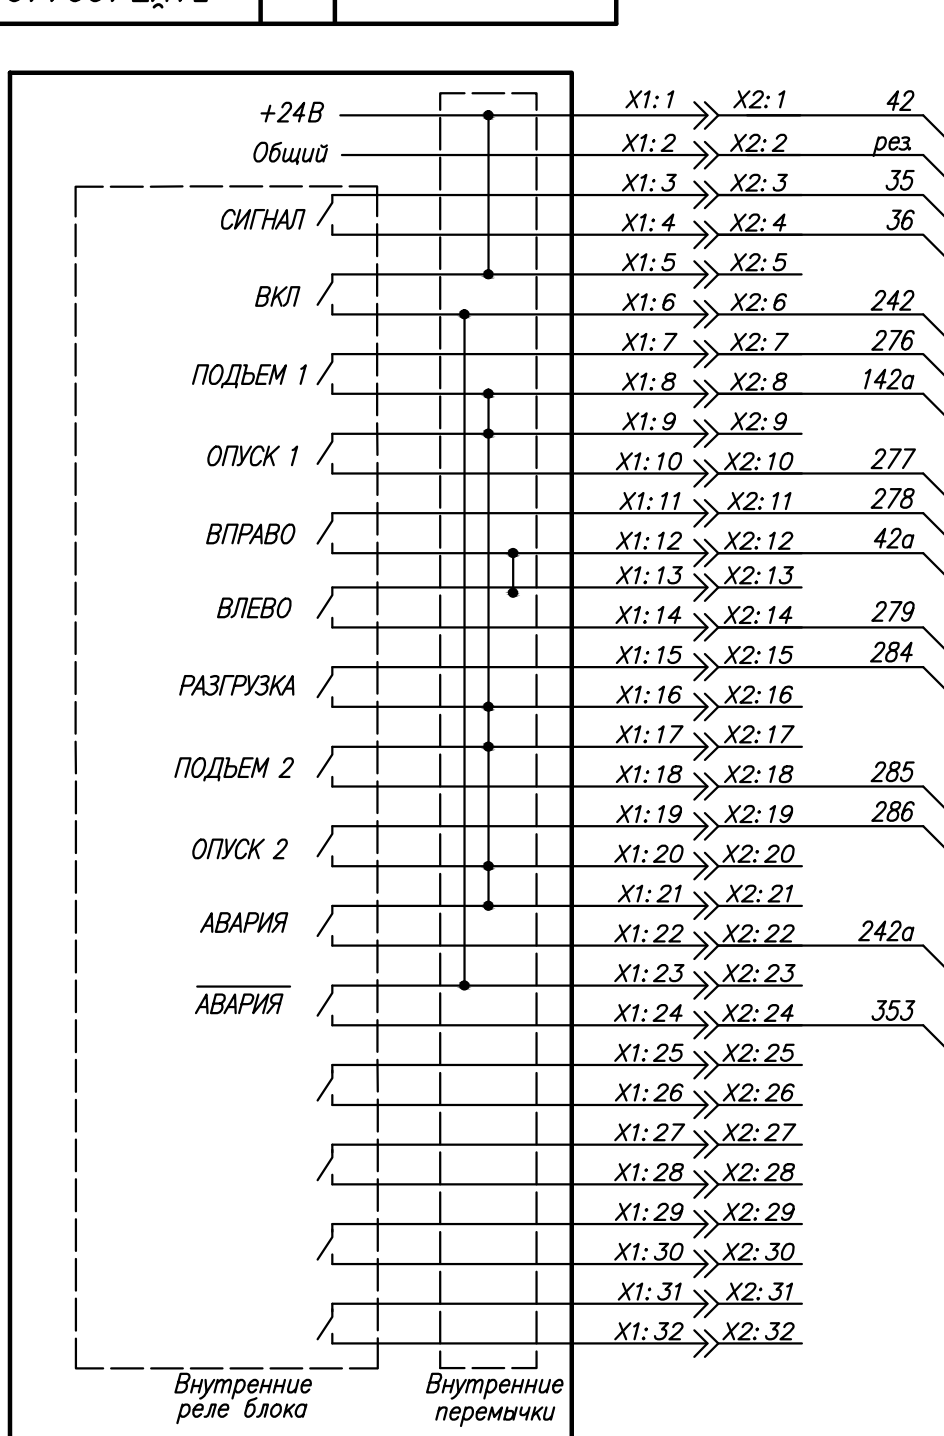 +24В X1:1 X2:1 42
Общий X1:2 X2:2 рез.
X1:3 X2:3 35
СИГНАЛ
X1:4 X2:4 36
X1:5 X2:5
ВКЛ
X1:6 X2:6 242
X1:7 X2:7 276
ПОДЪЕМ 1
X1:8 X2:8 142а
X1:9 X2:9
ОПУСК 1
X1:10 X2:10 277
X1:11 X2:11 278
ВПРАВО
X1:12 X2:12 42а
X1:13 X2:13
ВЛЕВО
X1:14 X2:14 279
X1:15 X2:15 284
РАЗГРУЗКА
X1:16 X2:16
X1:17 X2:17
ПОДЪЕМ 2
X1:18 X2:18 285
X1:19 X2:19 286
ОПУСК 2
X1:20 X2:20
X1:21 X2:21
АВАРИЯ
X1:22 X2:22 242а
X1:23 X2:23
АВАРИЯ
X1:24 X2:24 353
X1:25 X2:25
X1:26 X2:26
X1:27 X2:27
X1:28 X2:28
X1:29 X2:29
X1:30 X2:30
X1:31 X2:31
X1:32 X2:32
Внутренние
реле блока
Внутренние
перемычки